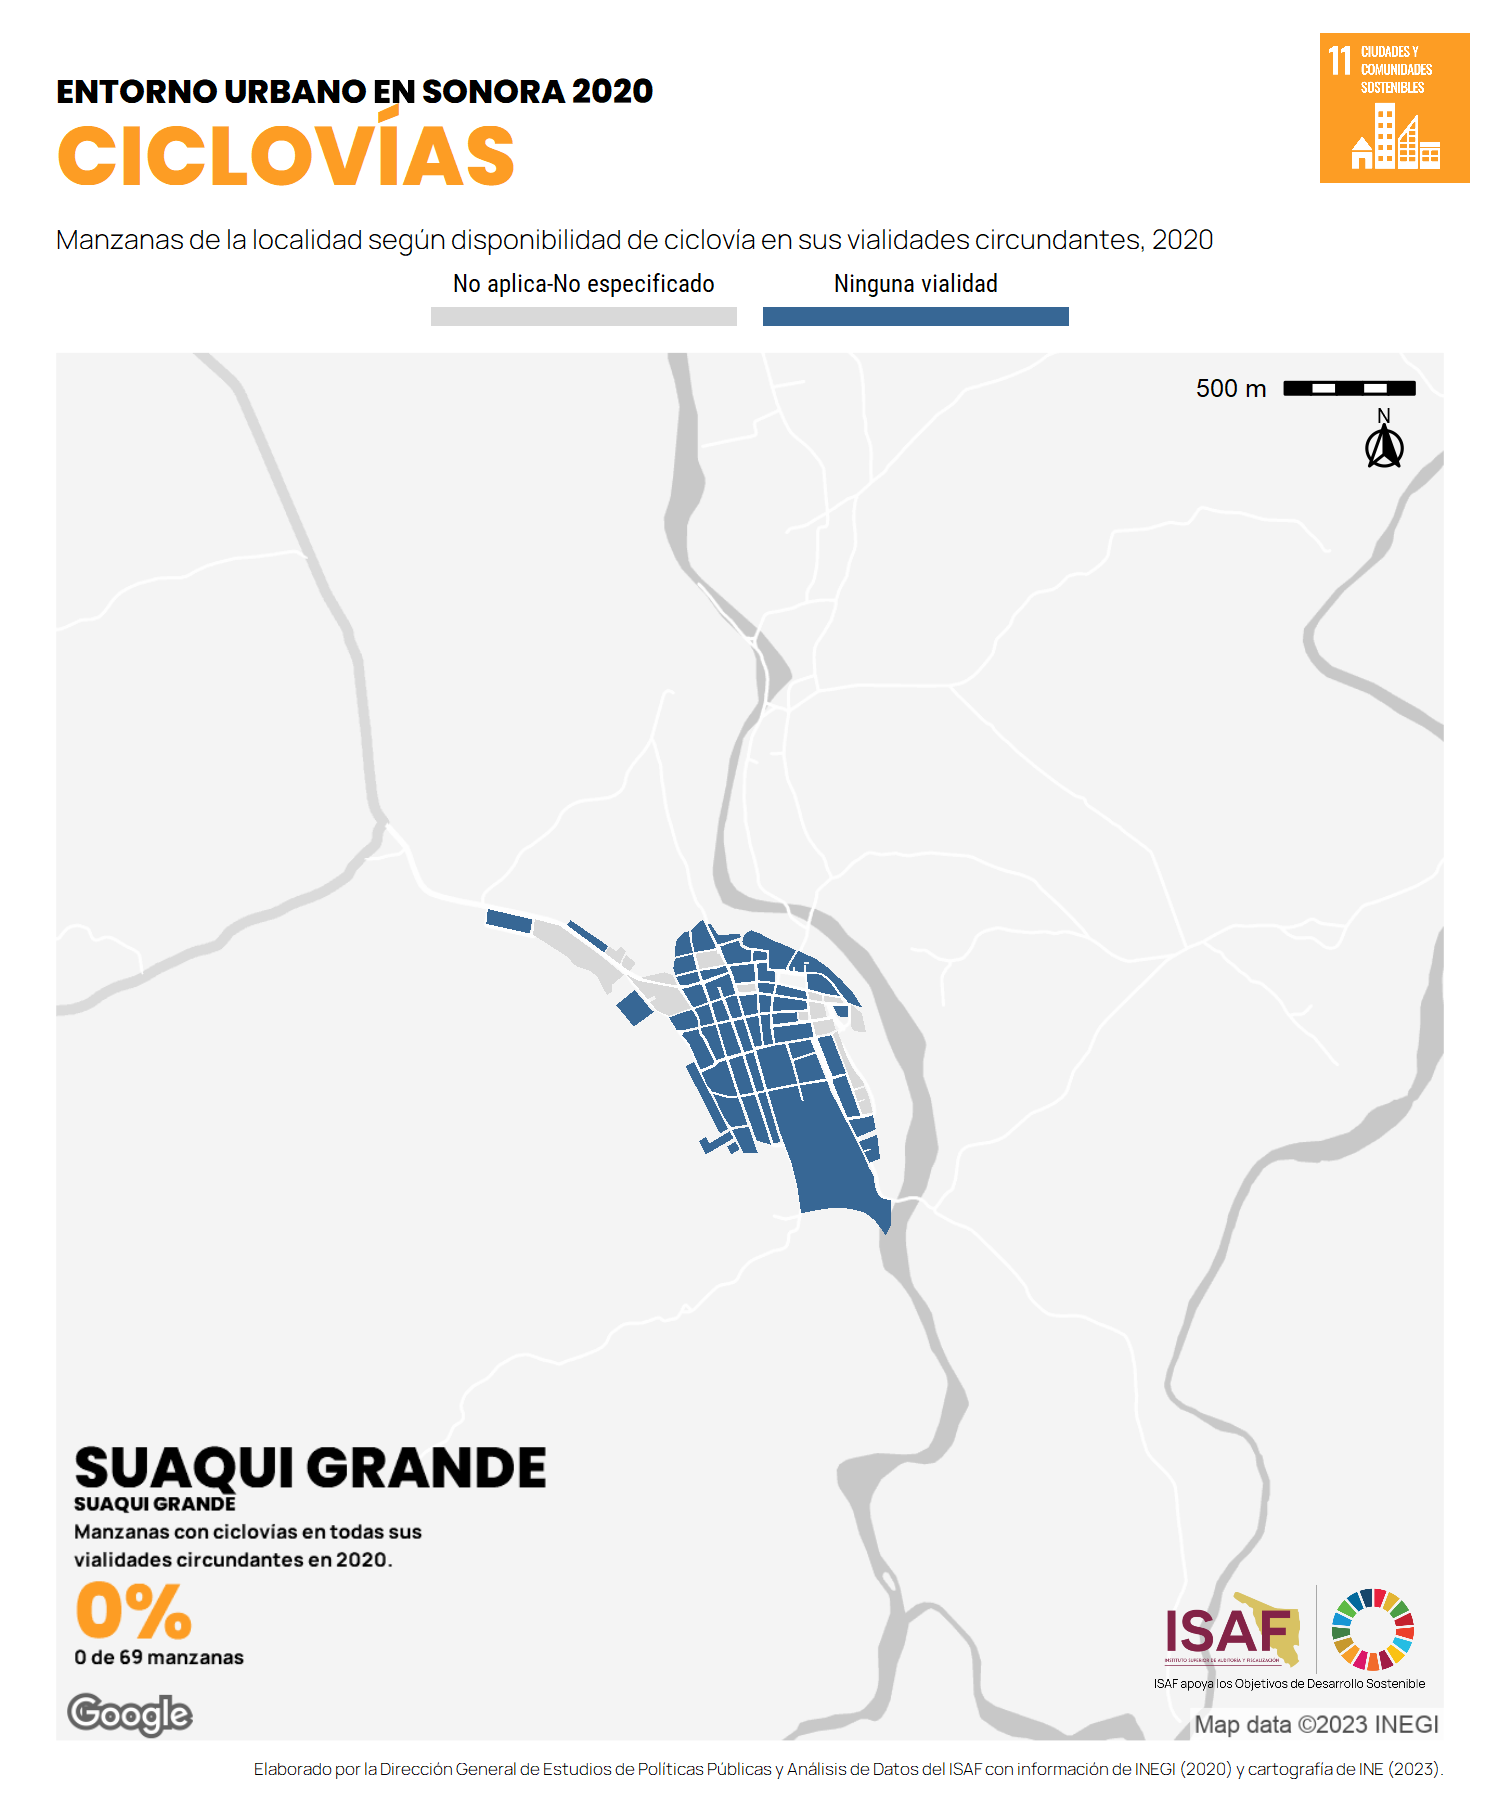 11 CIUDADES Y
COMUNIDADES
SOSTENIBLES
ENTORNO URBANO EN SONORA 2020
CICLOVÍAS
Manzanas de la localidad según disponibilidad de ciclovía en sus vialidades circundantes, 2020
No aplica-No especificado
Ninguna vialidad
500 m
N
SUAQUI GRANDE
SUAQUI GRANDE
Manzanas con ciclovias en todas sus
vialidades circundantes en 2020.
0%
0 de 69 manzanas
ISAF
INSTITUTO SUPERIOR DE AUDITORÍA Y FISCALIZACIÓN
ISAF apoya los Objetivos de Desarrollo Sostenible
Google
Map data ©2023 INEGI
Elaborado por la Dirección General de Estudios de Políticas Públicas y Análisis de Datos del ISAF con información de INEGI (2020) y cartografía de INE (2023).